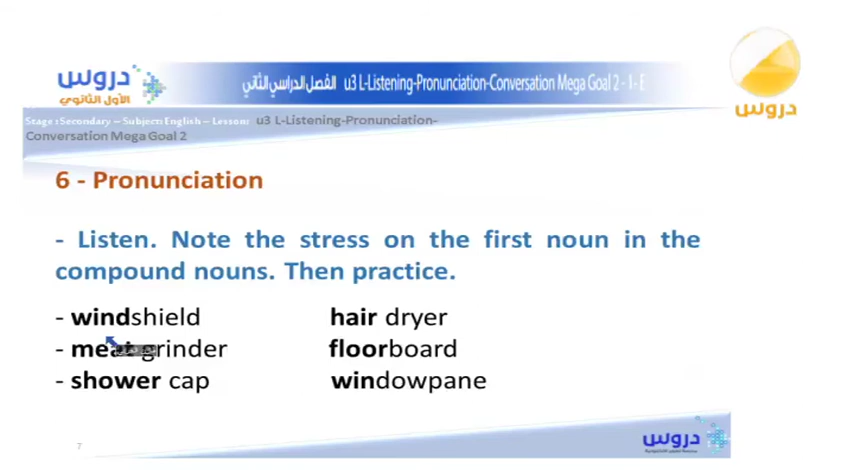 دروس
الأول الثانوي
الفصل الدراسي الثاني u3 L-Listening-Pronunciation-Conversation Mega Goal 2 - 1- E
دروس
Stage :Secondary – Subject:English – Lesson: u3 L-Listening-Pronunciation-
Conversation Mega Goal 2
6 - Pronunciation
- Listen. Note the stress on the first noun in the
compound nouns. Then practice.
- windshield hair dryer
- meat grinder floorboard
- shower cap windowpane
7
دروس